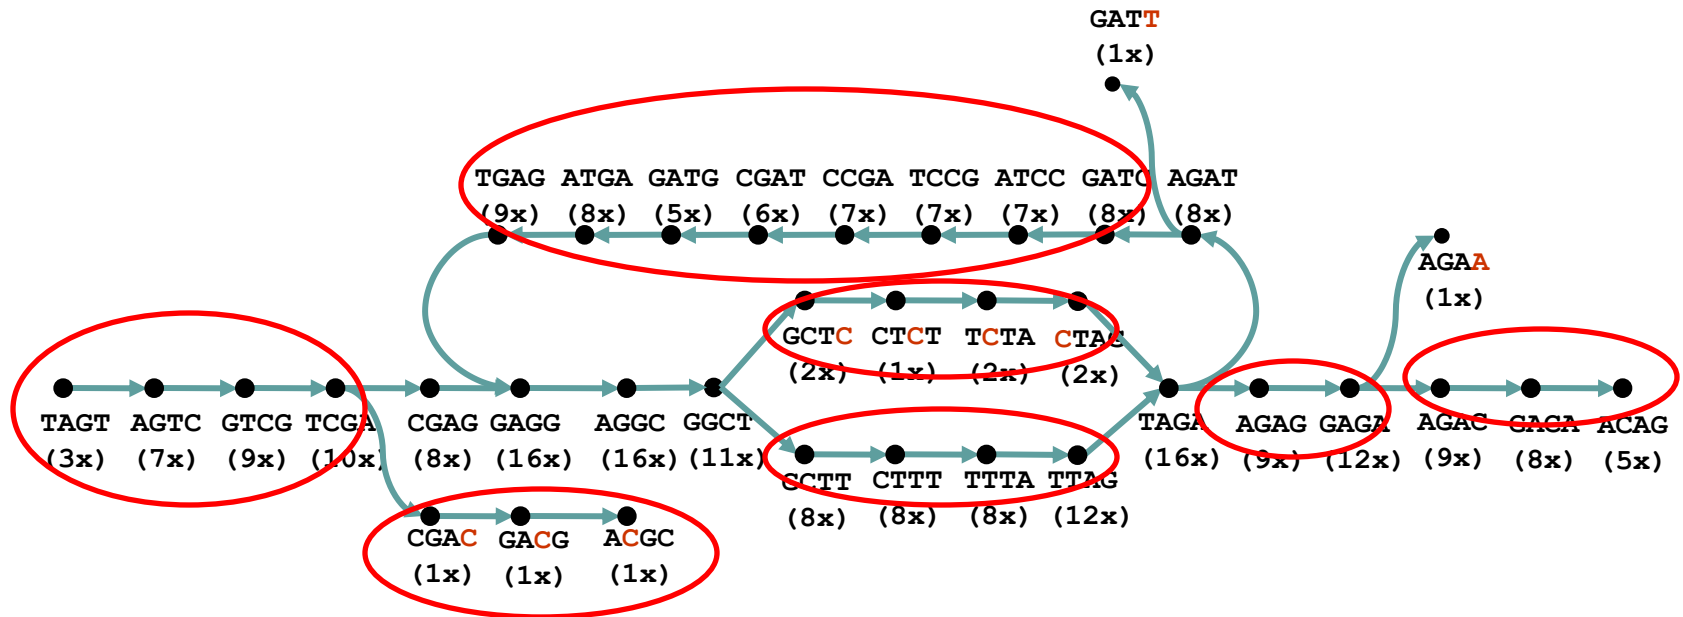 GATT
(1x)
TGAG ATGA GATG CGAT CCGA TCCG ATCC GATC AGAT
(9x) (8x) (5x) (6x) (7x) (7x) (7x) (8x) (8x)
AGAA
(1x)
GCTC CTCT TCTA CTAG
(2x) (1x) (2x) (2x)
TAGT AGTC GTCG TCGA CGAG GAGG AGGC GGCT TAGA AGAG GAGA AGAC GACA ACAG
(3x) (7x) (9x) (10x) (8x) (16x) (16x) (11x) (16x) (9x) (12x) (9x) (8x) (5x)
GCTT CTTT TTTA TTAG
(8x) (8x) (8x) (12x)
CGAC GACG ACGC
(1x) (1x) (1x)